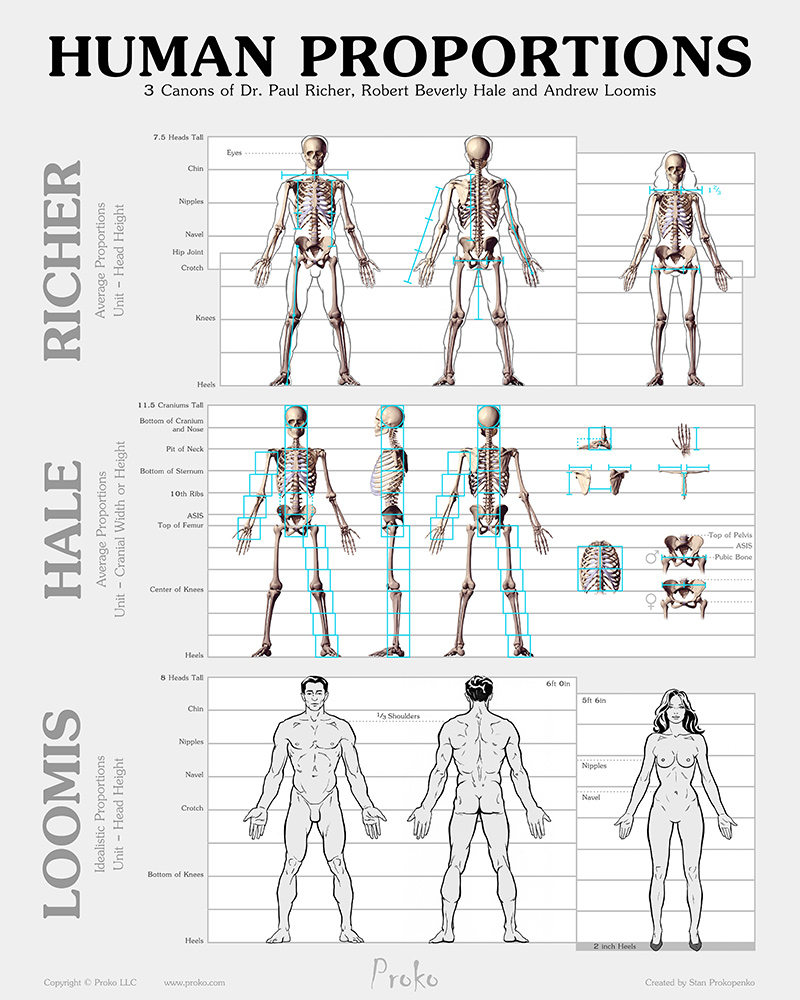 HUMAN PROPORTIONS
3 Canons of Dr. Paul Richer, Robert Beverly Hale and Andrew Loomis
RICHER
Average Proportions
Unit – Head Height
7.5 Heads Tall
Eyes
Chin
Nipples
Navel
Hip Joint
Crotch
Knees
Heels
1 2/3
HALE
Average Proportions
Unit – Cranial Width or Height
11.5 Craniums Tall
Bottom of Cranium
and Nose
Pit of Neck
Bottom of Sternum
10th Ribs
ASIS
Top of Femur
Center of Knees
Heels
Top of Pelvis
ASIS
♂ Pubic Bone
♀
LOOMIS
Idealistic Proportions
Unit – Head Height
8 Heads Tall
6ft 0in
Chin
1/3 Shoulders
Nipples
Navel
Crotch
Bottom of Knees
Heels
5ft 6in
Nipples
Navel
2 inch Heels
Copyright © Proko LLC
www.proko.com
Proko
Created by Stan Prokopenko